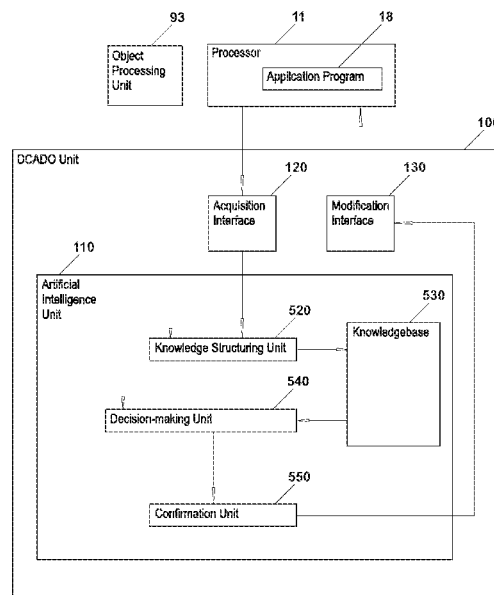 93
11
18
Object
Processing
Unit
Processor
Application Program
100
DCADO Unit
120
130
Acquisition
Interface
Modification
Interface
110
Artificial
Intelligence
Unit
520
530
Knowledge Structuring Unit
Knowledgebase
540
Decision-making Unit
550
Confirmation Unit